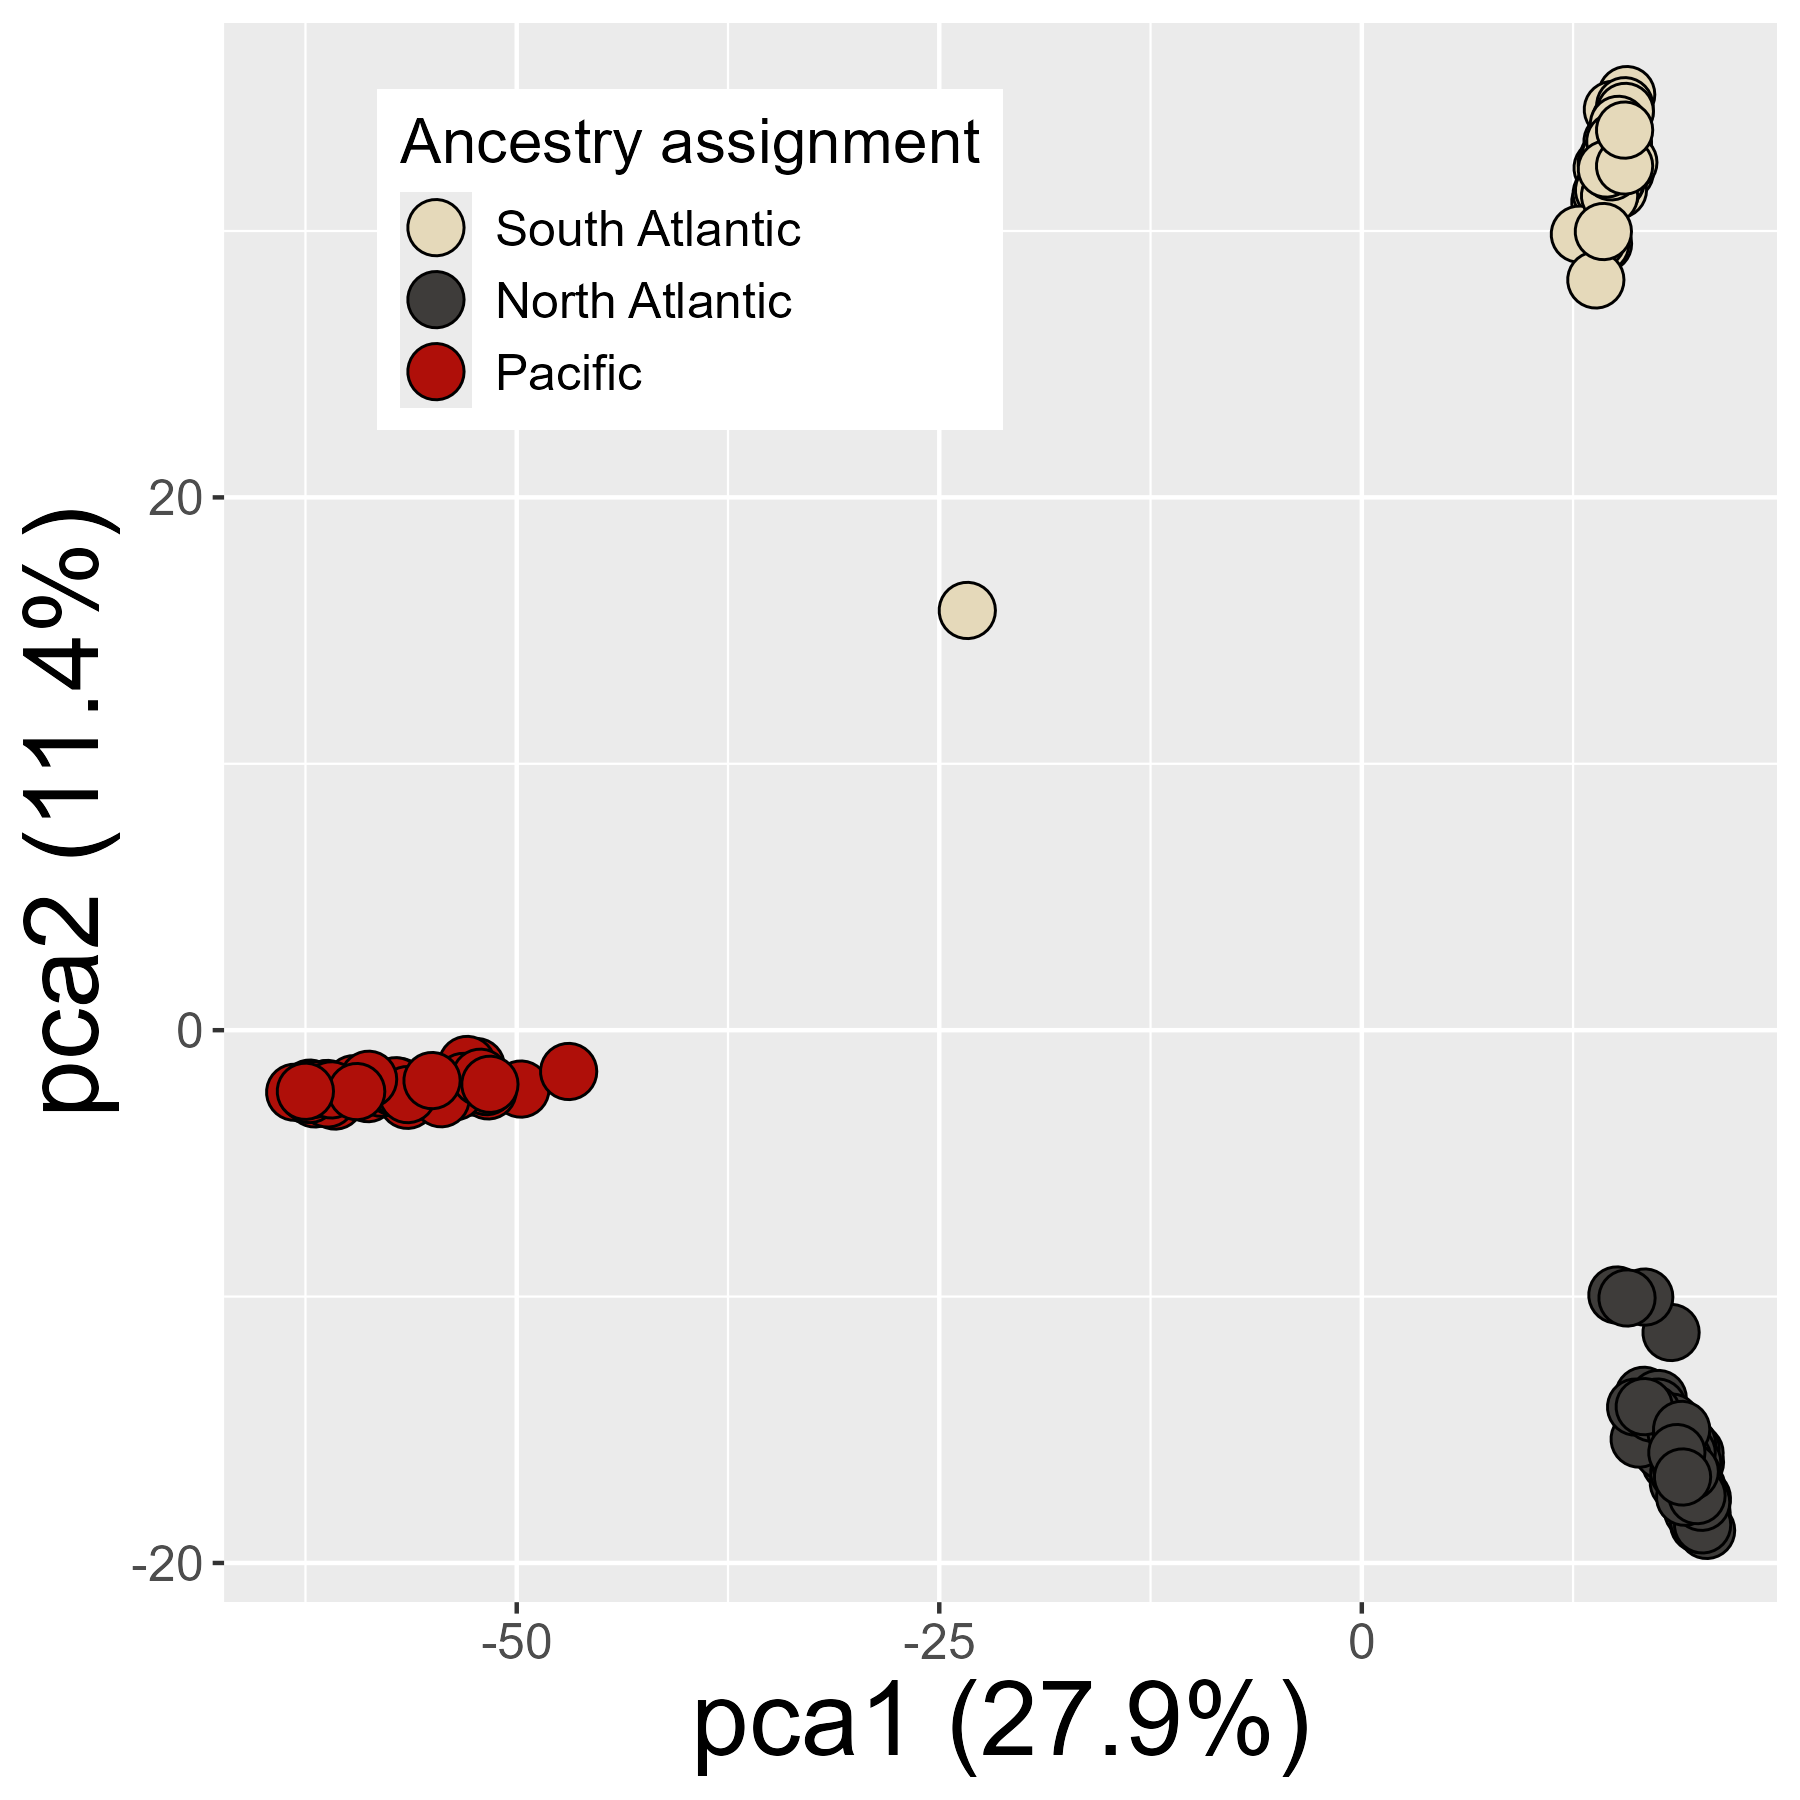 Ancestry assignment
South Atlantic
North Atlantic
Pacific
20
0
-20
pca2 (11.4%)
-50
-25
0
pca1 (27.9%)